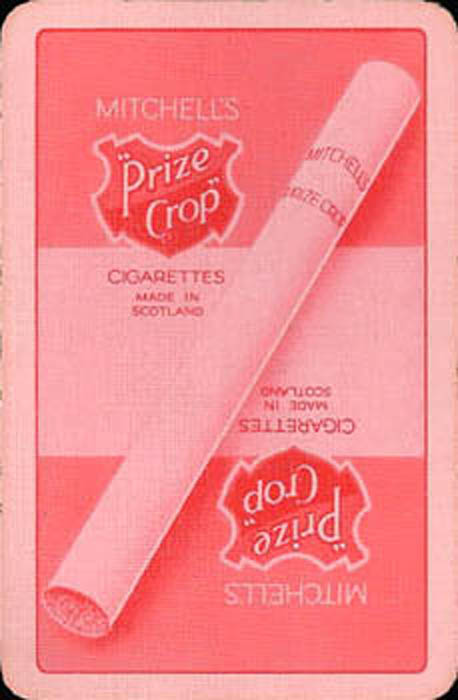 MITCHELL'S
"Prize
Crop"
CIGARETTES
MADE IN
SCOTLAND
MITCHELL'S
PRIZE CROP
MITCHELL'S
"Prize
Crop"
CIGARETTES
MADE IN
SCOTLAND